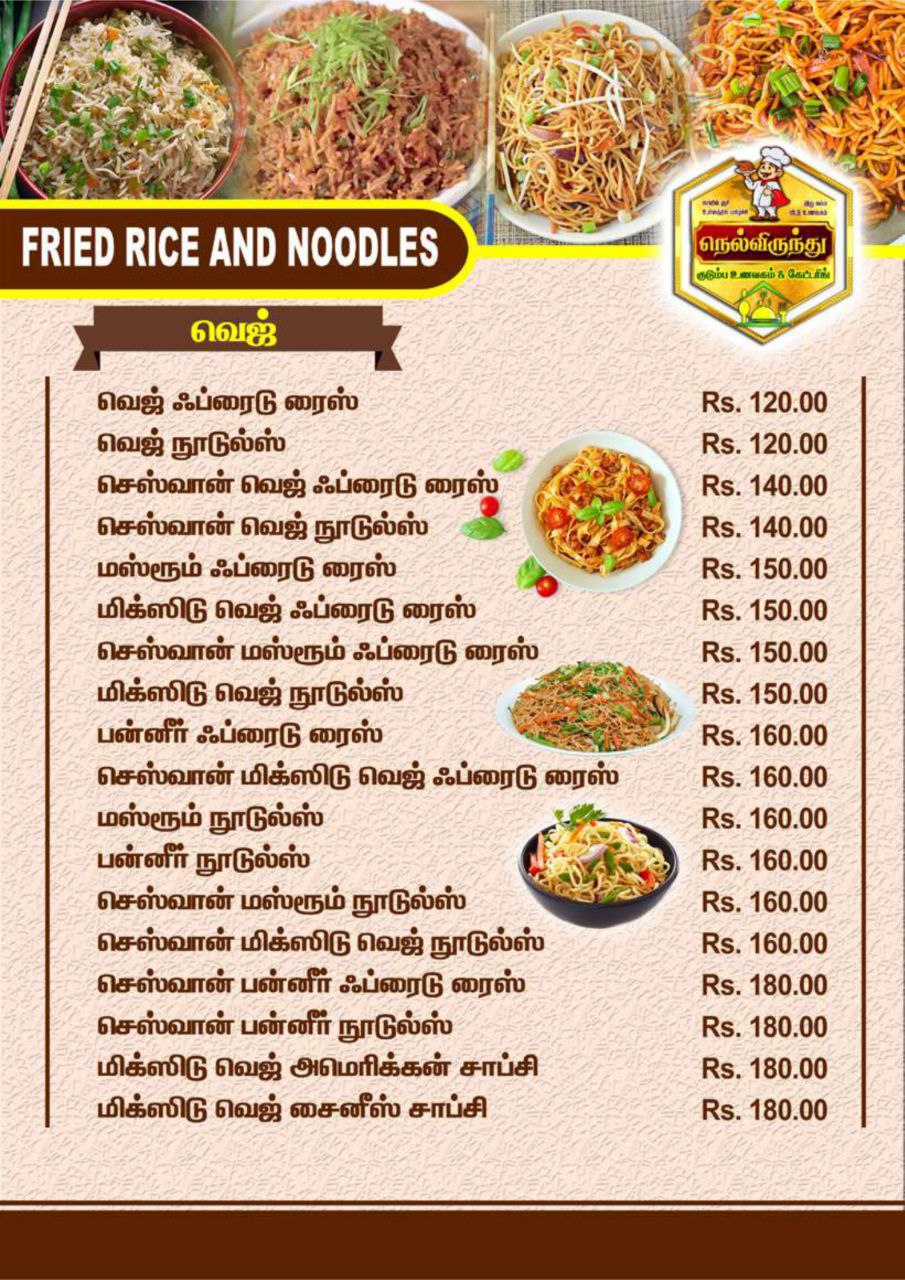 FRIED RICE AND NOODLES
நெல்விருந்து
குடும்ப உணவகம் & கேட்டரிங்
வெஜ்
வெஜ் ஃப்ரைடு ரைஸ் Rs. 120.00
வெஜ் நூடுல்ஸ் Rs. 120.00
செஸ்வான் வெஜ் ஃப்ரைடு ரைஸ் Rs. 140.00
செஸ்வான் வெஜ் நூடுல்ஸ் Rs. 140.00
மஸ்ரூம் ஃப்ரைடு ரைஸ் Rs. 150.00
மிக்ஸிடு வெஜ் ஃப்ரைடு ரைஸ் Rs. 150.00
செஸ்வான் மஸ்ரூம் ஃப்ரைடு ரைஸ் Rs. 150.00
மிக்ஸிடு வெஜ் நூடுல்ஸ் Rs. 150.00
பன்னீர் ஃப்ரைடு ரைஸ் Rs. 160.00
செஸ்வான் மிக்ஸிடு வெஜ் ஃப்ரைடு ரைஸ் Rs. 160.00
மஸ்ரூம் நூடுல்ஸ் Rs. 160.00
பன்னீர் நூடுல்ஸ் Rs. 160.00
செஸ்வான் மஸ்ரூம் நூடுல்ஸ் Rs. 160.00
செஸ்வான் மிக்ஸிடு வெஜ் நூடுல்ஸ் Rs. 160.00
செஸ்வான் பன்னீர் ஃப்ரைடு ரைஸ் Rs. 180.00
செஸ்வான் பன்னீர் நூடுல்ஸ் Rs. 180.00
மிக்ஸிடு வெஜ் அமெரிக்கன் சாப்சி Rs. 180.00
மிக்ஸிடு வெஜ் சைனீஸ் சாப்சி Rs. 180.00